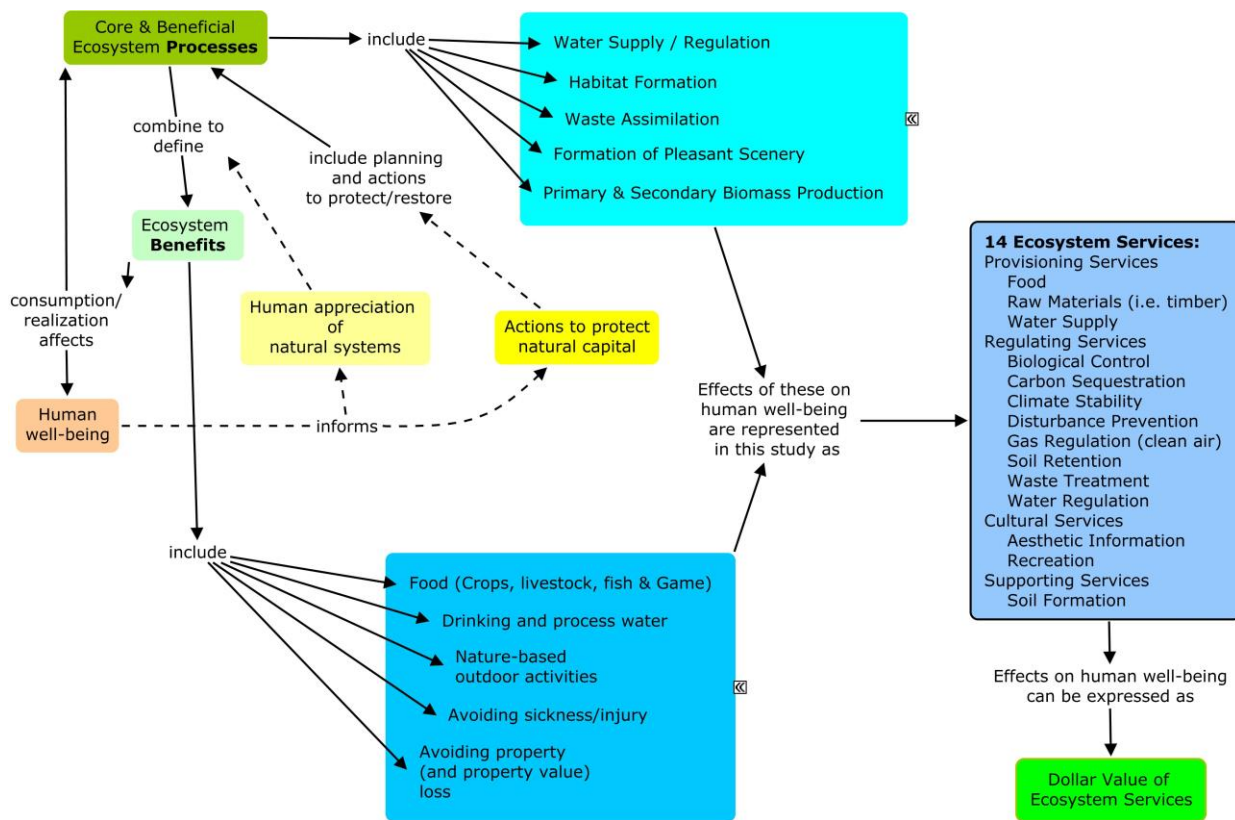 Core & Beneficial
Ecosystem Processes
include
Water Supply / Regulation
Habitat Formation
Waste Assimilation
Formation of Pleasant Scenery
Primary & Secondary Biomass Production
combine to
define
include planning
and actions
to protect/restore
Ecosystem
Benefits
consumption/
realization
affects
Human appreciation
of
natural systems
Actions to protect
natural capital
Human
well-being
informs
Effects of these on
human well-being
are represented
in this study as
14 Ecosystem Services:
Provisioning Services
Food
Raw Materials (i.e. timber)
Water Supply
Regulating Services
Biological Control
Carbon Sequestration
Climate Stability
Disturbance Prevention
Gas Regulation (clean air)
Soil Retention
Waste Treatment
Water Regulation
Cultural Services
Aesthetic Information
Recreation
Supporting Services
Soil Formation
include
Food (Crops, livestock, fish & Game)
Drinking and process water
Nature-based
outdoor activities
Avoiding sickness/injury
Avoiding property
(and property value)
loss
Effects on human well-being
can be expressed as
Dollar Value of
Ecosystem Services